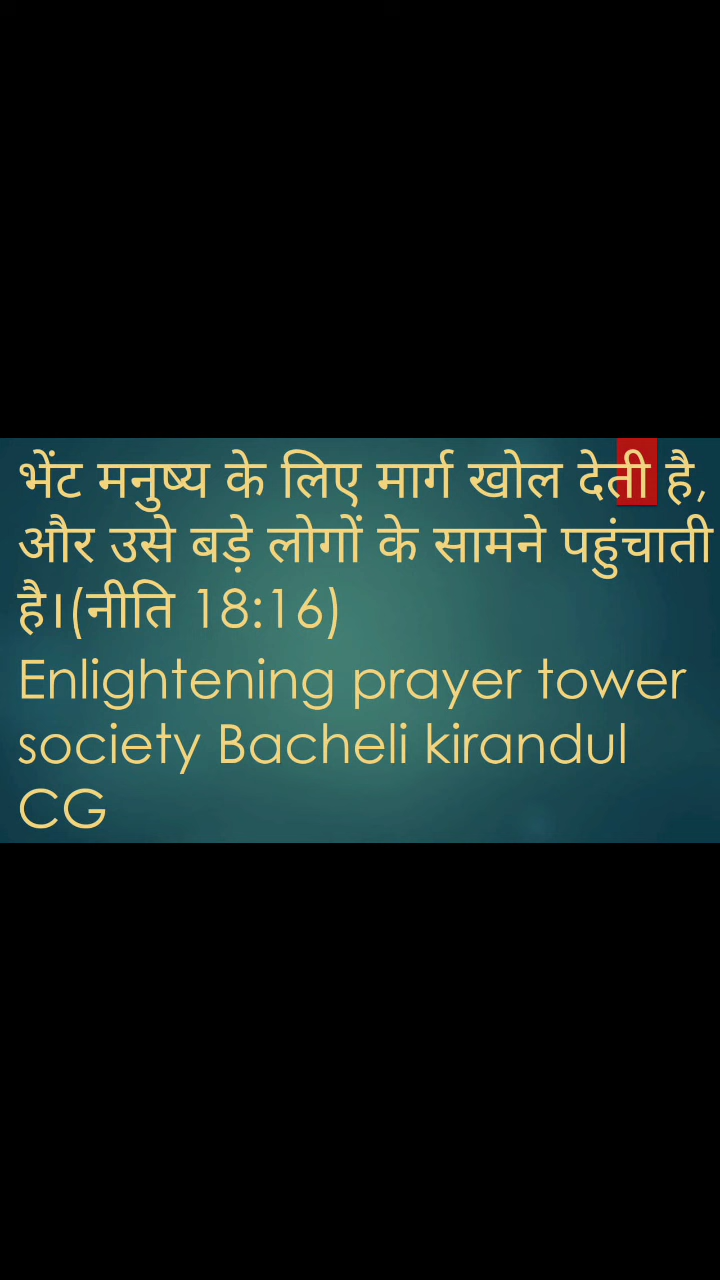 भेंट मनुष्य के लिए मार्ग खोल देती है,
और उसे बड़े लोगों के सामने पहुंचाती
है।(नीति 18:16)
Enlightening prayer tower
society Bacheli kirandul
CG